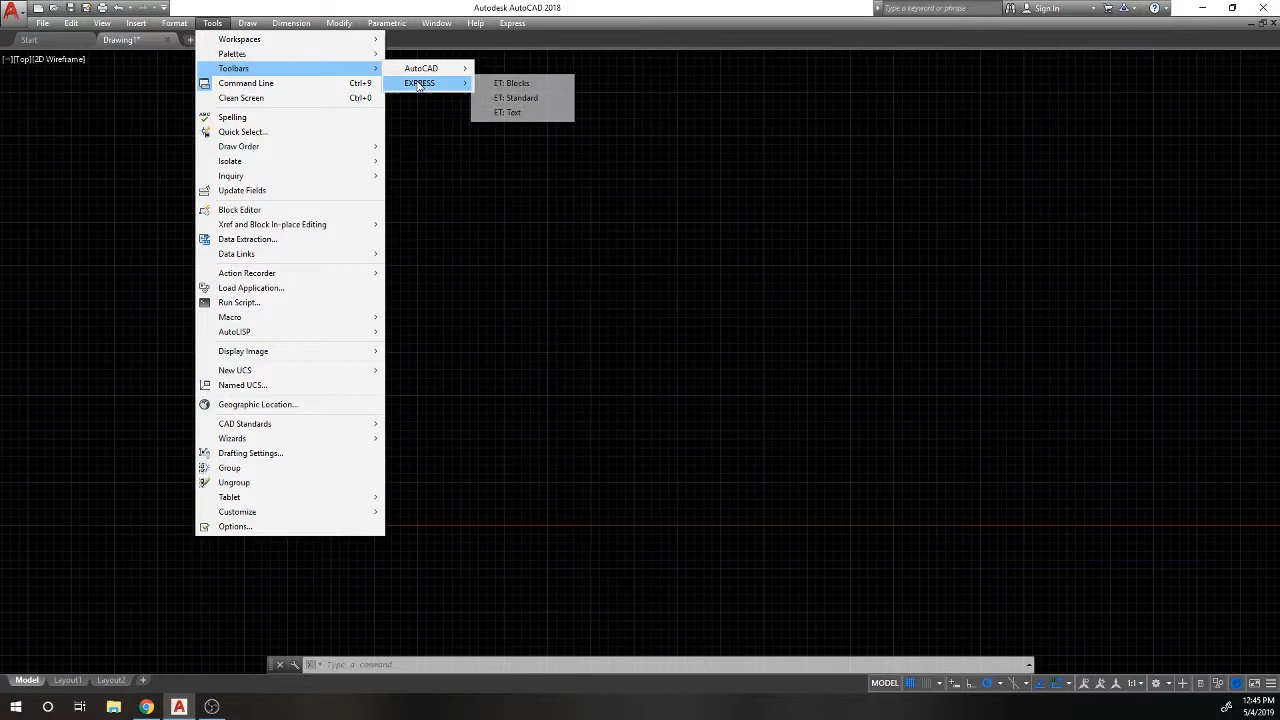 Autodesk AutoCAD 2018
Type a keyword or phrase
Sign In
File Edit View Insert Format Tools Draw Dimension Modify Parametric Window Help Express
Start
Drawing1*
[−][Top][2D Wireframe]
Workspaces
Palettes
Toolbars
Command Line Ctrl+9
Clean Screen Ctrl+0
Spelling
Quick Select...
Draw Order
Isolate
Inquiry
Update Fields
Block Editor
Xref and Block In-place Editing
Data Extraction...
Data Links
Action Recorder
Load Application...
Run Script...
Macro
AutoLISP
Display Image
New UCS
Named UCS...
Geographic Location...
CAD Standards
Wizards
Drafting Settings...
Group
Ungroup
Tablet
Customize
Options...
AutoCAD
EXPRESS
ET: Blocks
ET: Standard
ET: Text
Type a command
Model Layout1 Layout2
MODEL
1:1
12:45 PM
5/4/2019